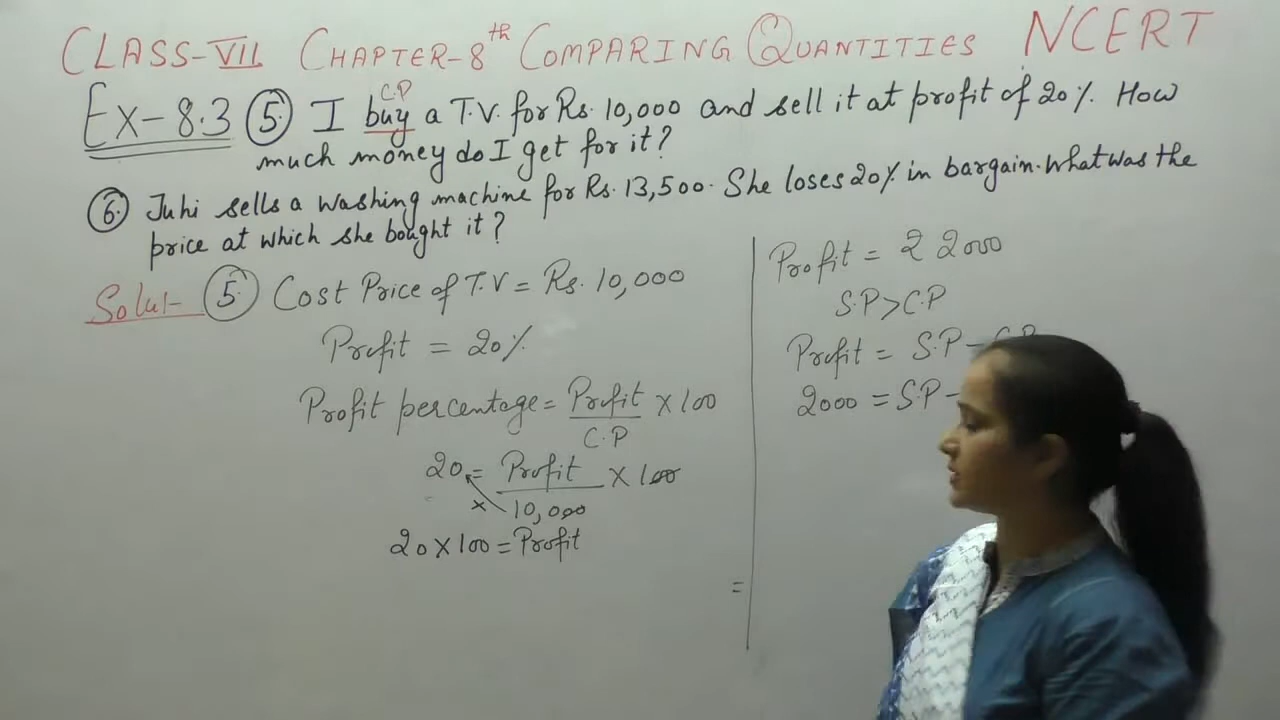 CLASS-VII CHAPTER-8th COMPARING QUANTITIES NCERT
C.P
Ex-8.3 (5.) I buy a T.V. for Rs. 10,000 and sell it at profit of 20%. How
much money do I get for it?
(6.) Juhi sells a washing machine for Rs. 13,500. She loses 20% in bargain. What was the
price at which she bought it?
Solut- (5.) Cost Price of T.V = Rs. 10,000
Profit = 20%
Profit percentage = Profit/C.P × 100
20 = Profit/10,000 × 100
×
20 × 100 = Profit
=
Profit = ₹ 2000
S.P > C.P
Profit = S.P - C.P
2000 = S.P -